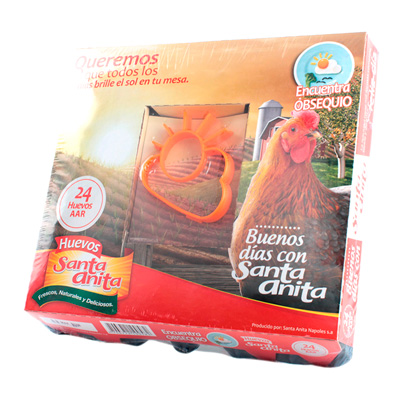 Queremos
que todos los
días brille el sol en tu mesa.
Encuentra
OBSEQUIO
24
Huevos
AAR
Huevos
Santa
Anita
Frescos, Naturales y Deliciosos.
Buenos
días con
Santa
Anita
Producido por: Santa Anita Napoles s.a
Encuentra
OBSEQUIO
24